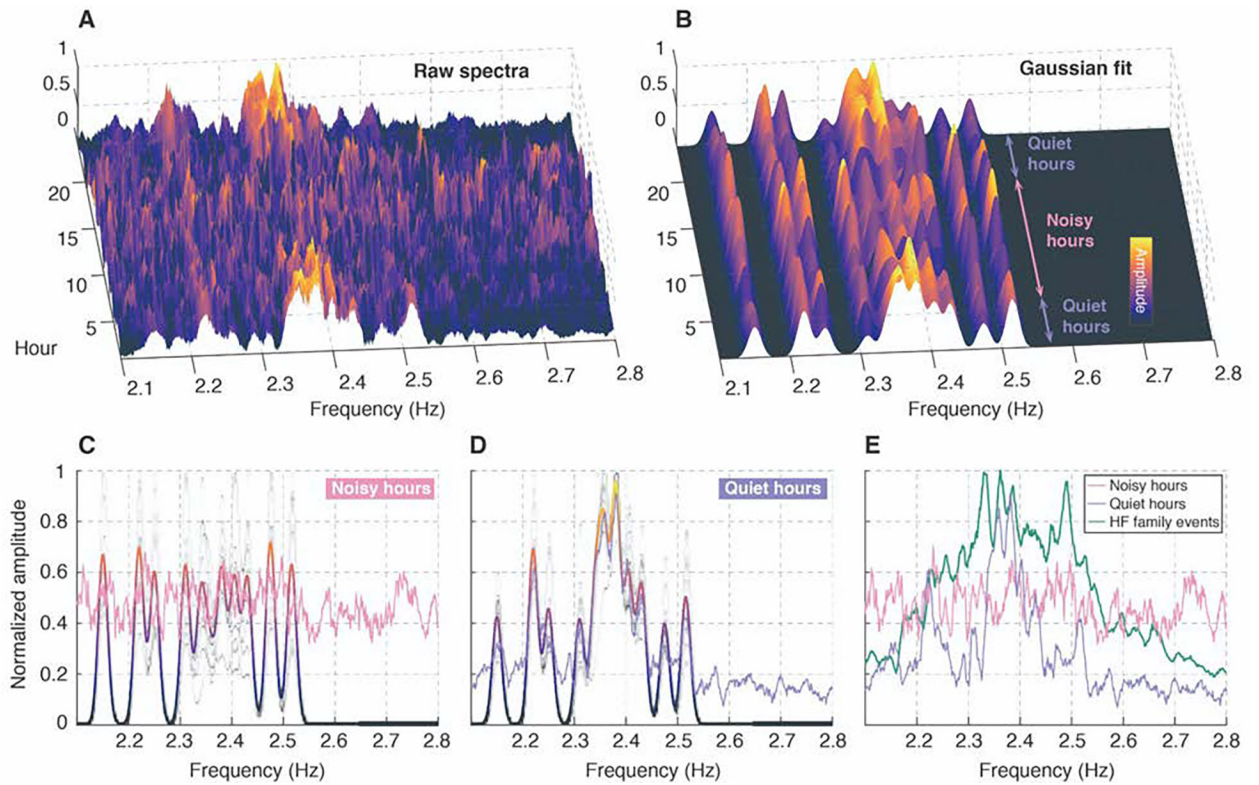 A
1
0.5
0
Raw spectra
20
15
10
5
Hour
2.1
2.2
2.3
2.4
2.5
2.6
2.7
2.8
Frequency (Hz)
B
1
0.5
0
Gaussian fit
Quiet
hours
Noisy
hours
Quiet
hours
Amplitude
20
15
10
5
2.1
2.2
2.3
2.4
2.5
2.6
2.7
2.8
Frequency (Hz)
C
Noisy hours
Normalized amplitude
1
0.8
0.6
0.4
0.2
0
2.2
2.3
2.4
2.5
2.6
2.7
2.8
Frequency (Hz)
D
Quiet hours
2.2
2.3
2.4
2.5
2.6
2.7
2.8
Frequency (Hz)
E
Noisy hours
Quiet hours
HF family events
2.2
2.3
2.4
2.5
2.6
2.7
2.8
Frequency (Hz)